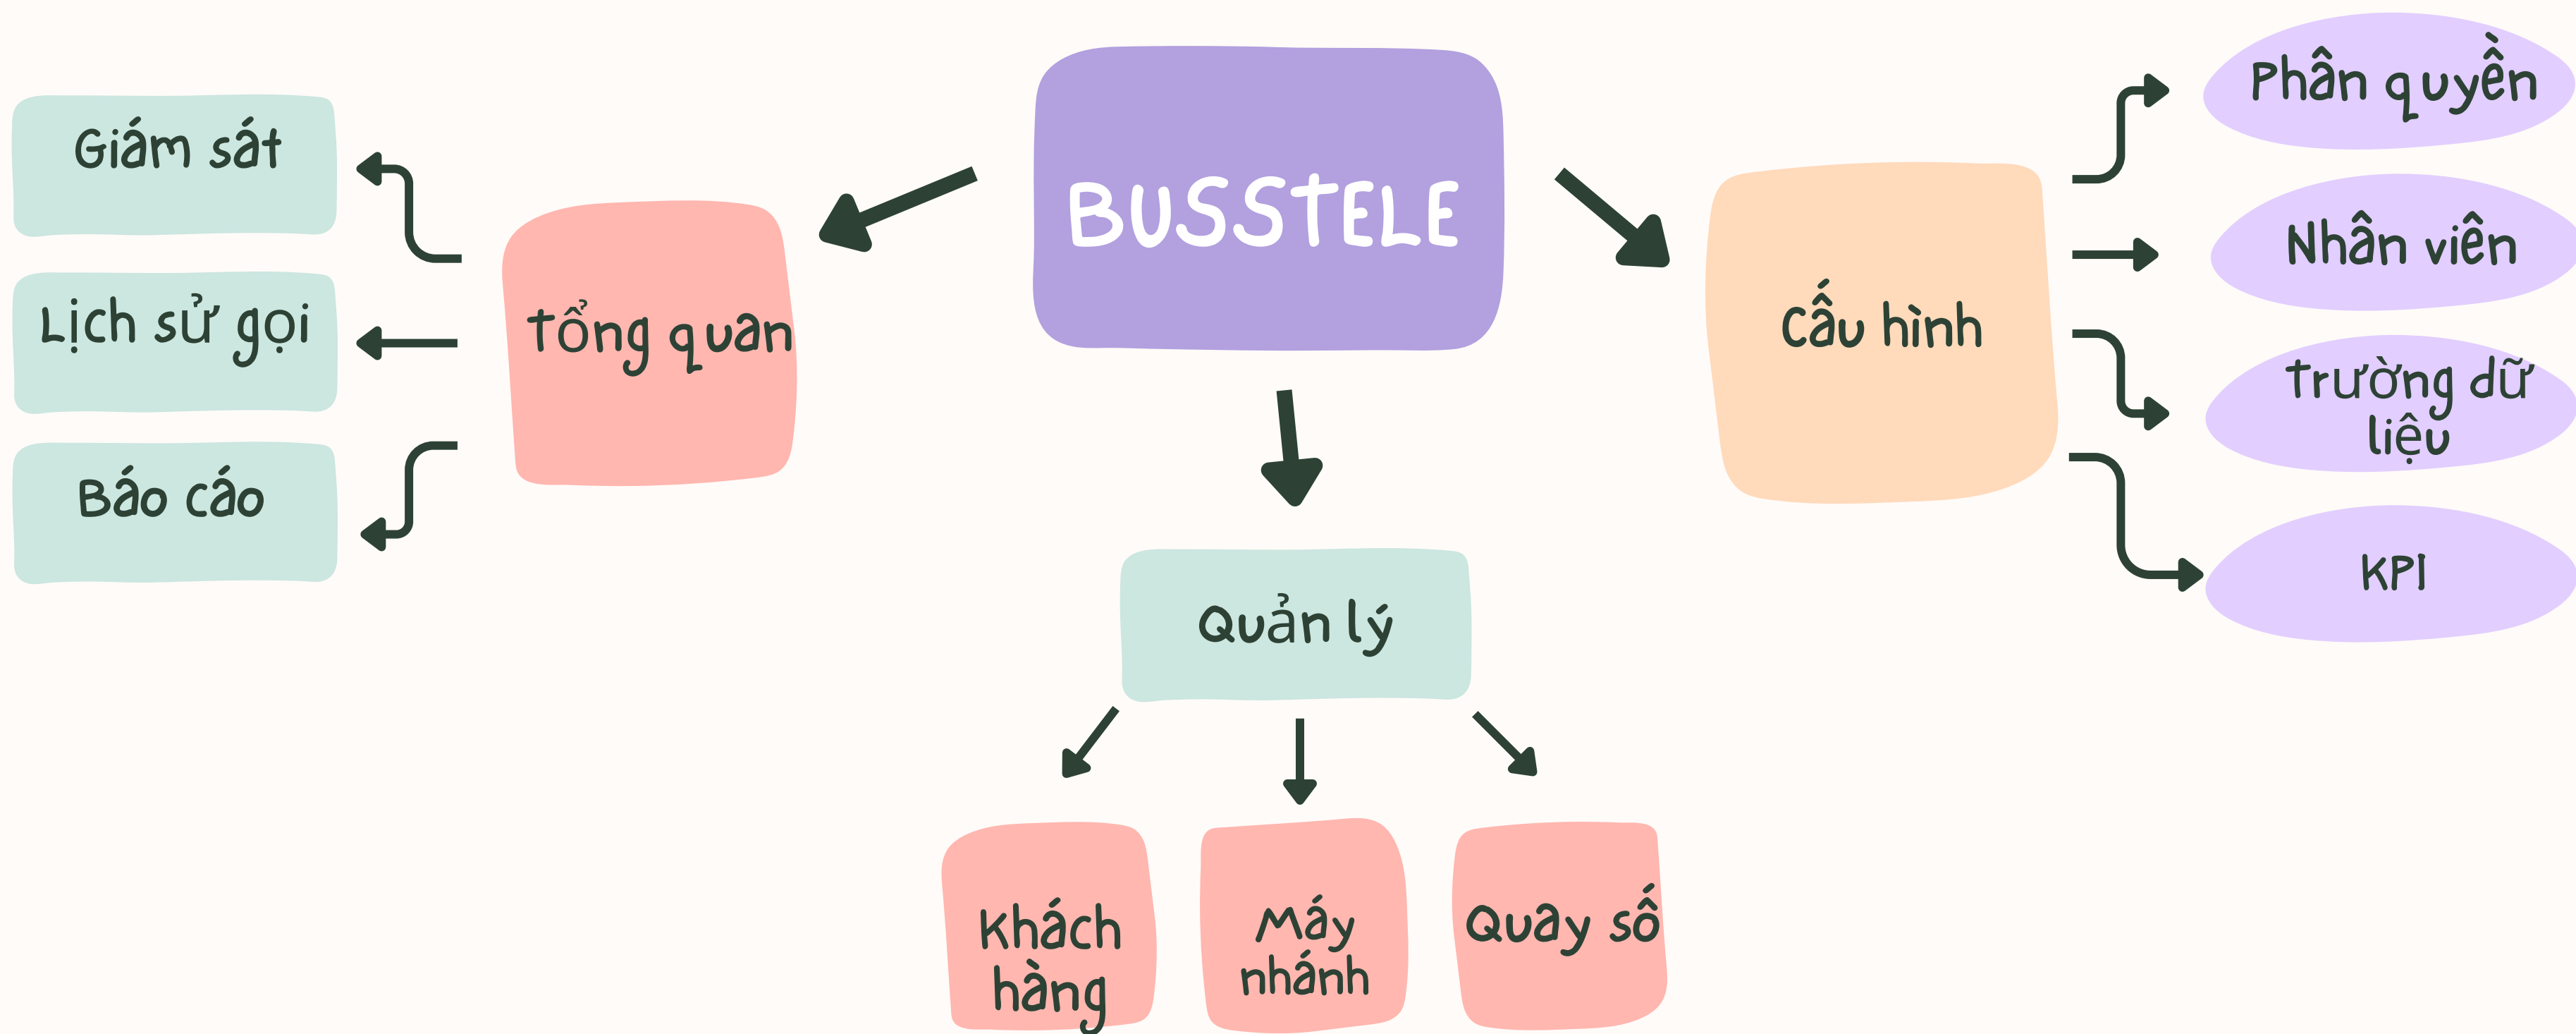 BUSSTELE
Tổng quan
Giám sát
Lịch sử gọi
Báo cáo
Quản lý
Khách
hàng
Máy
nhánh
Quay số
Cấu hình
Phân quyền
Nhân viên
Trường dữ
liệu
KPI